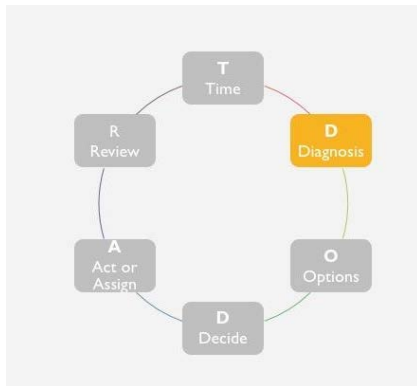 T
Time
D
Diagnosis
O
Options
D
Decide
A
Act or
Assign
R
Review